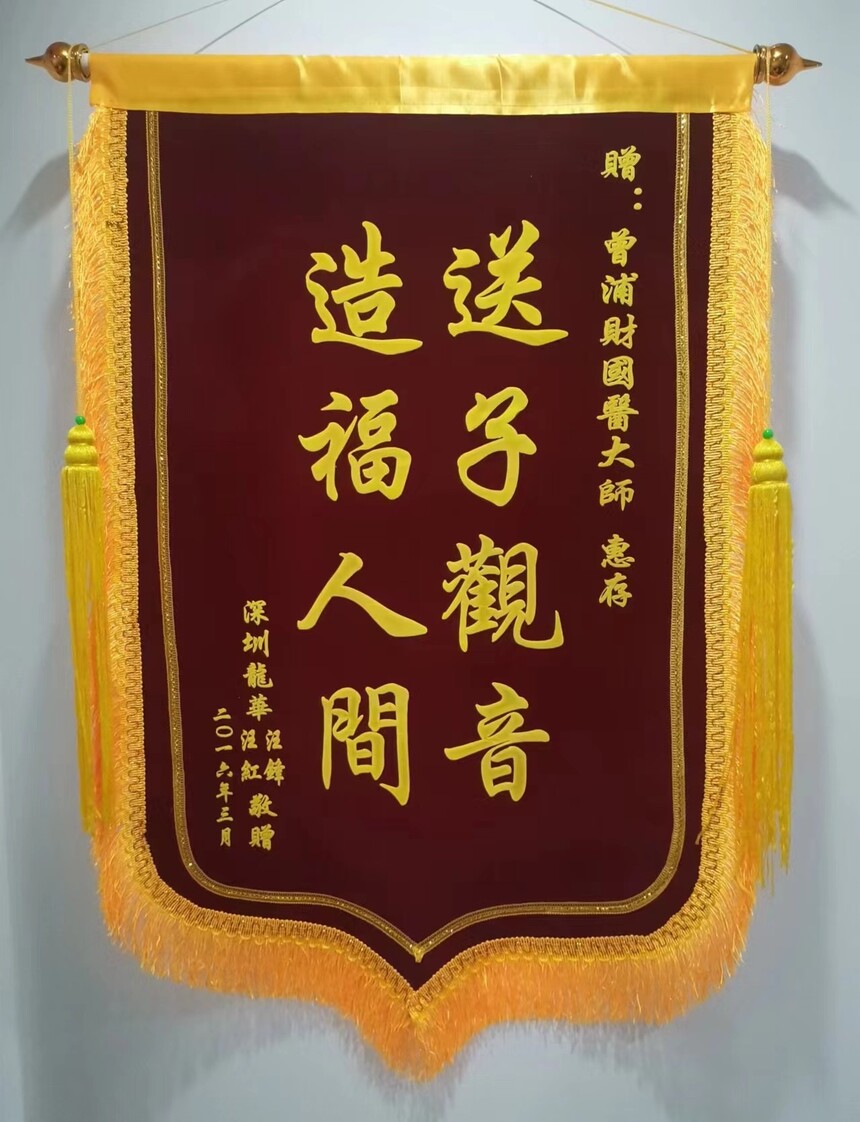 贈：曾浦財國醫大師 惠存
送子觀音
造福人間
深圳龍華 汪鋒 汪紅 敬贈
二〇一六年三月